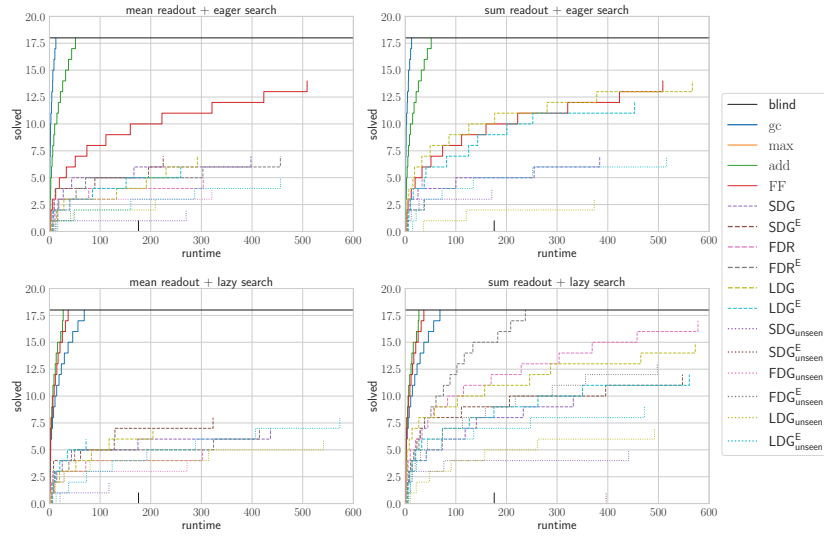 mean readout + eager search
sum readout + eager search
20.0
17.5
15.0
12.5
10.0
7.5
5.0
2.5
0.0
solved
0 100 200 300 400 500 600
runtime
20.0
17.5
15.0
12.5
10.0
7.5
5.0
2.5
0.0
solved
0 100 200 300 400 500 600
runtime
mean readout + lazy search
sum readout + lazy search
20.0
17.5
15.0
12.5
10.0
7.5
5.0
2.5
0.0
solved
0 100 200 300 400 500 600
runtime
20.0
17.5
15.0
12.5
10.0
7.5
5.0
2.5
0.0
solved
0 100 200 300 400 500 600
runtime
blind
gc
max
add
FF
SDG
SDG^E
FDR
FDR^E
LDG
LDG^E
SDG_unseen
SDG^E_unseen
FDG_unseen
FDG^E_unseen
LDG_unseen
LDG^E_unseen